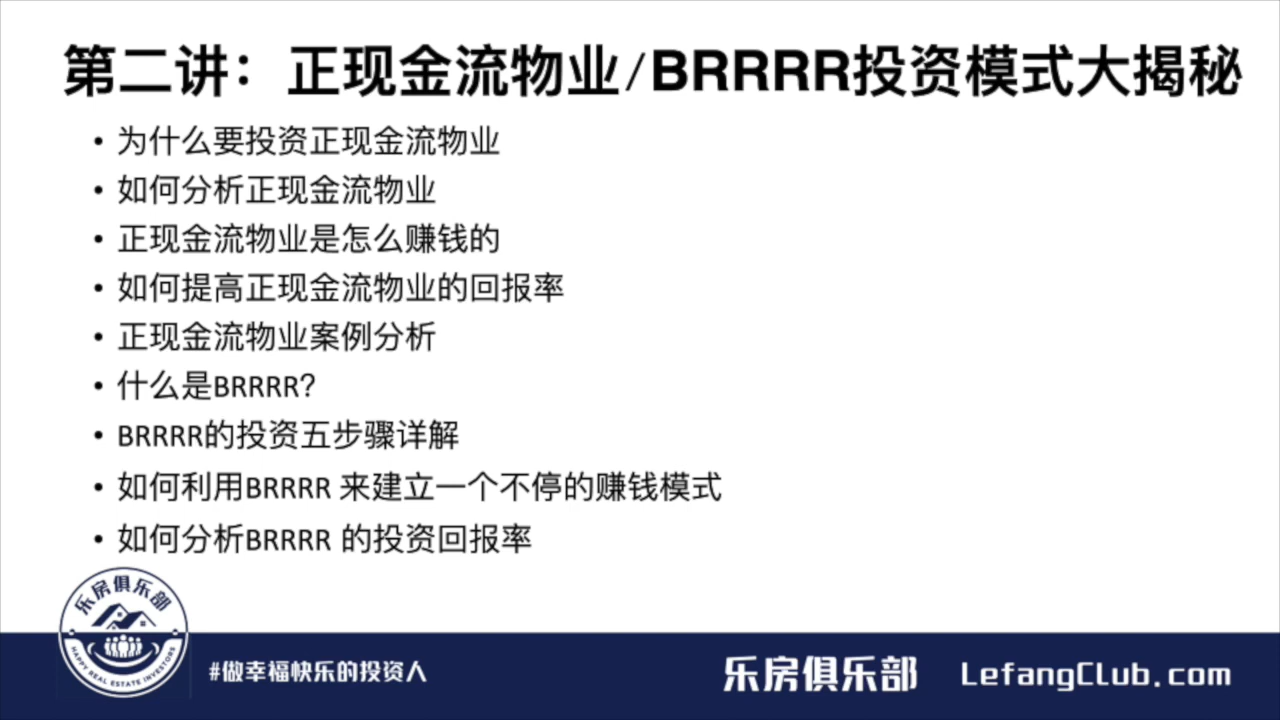 第二讲：正现金流物业/BRRRR投资模式大揭秘
• 为什么要投资正现金流物业
• 如何分析正现金流物业
• 正现金流物业是怎么赚钱的
• 如何提高正现金流物业的回报率
• 正现金流物业案例分析
• 什么是BRRRR?
• BRRRR的投资五步骤详解
• 如何利用BRRRR 来建立一个不停的赚钱模式
• 如何分析BRRRR 的投资回报率
乐房俱乐部
HAPPY REAL ESTATE INVESTORS
#做幸福快乐的投资人
乐房俱乐部
LefangClub.com